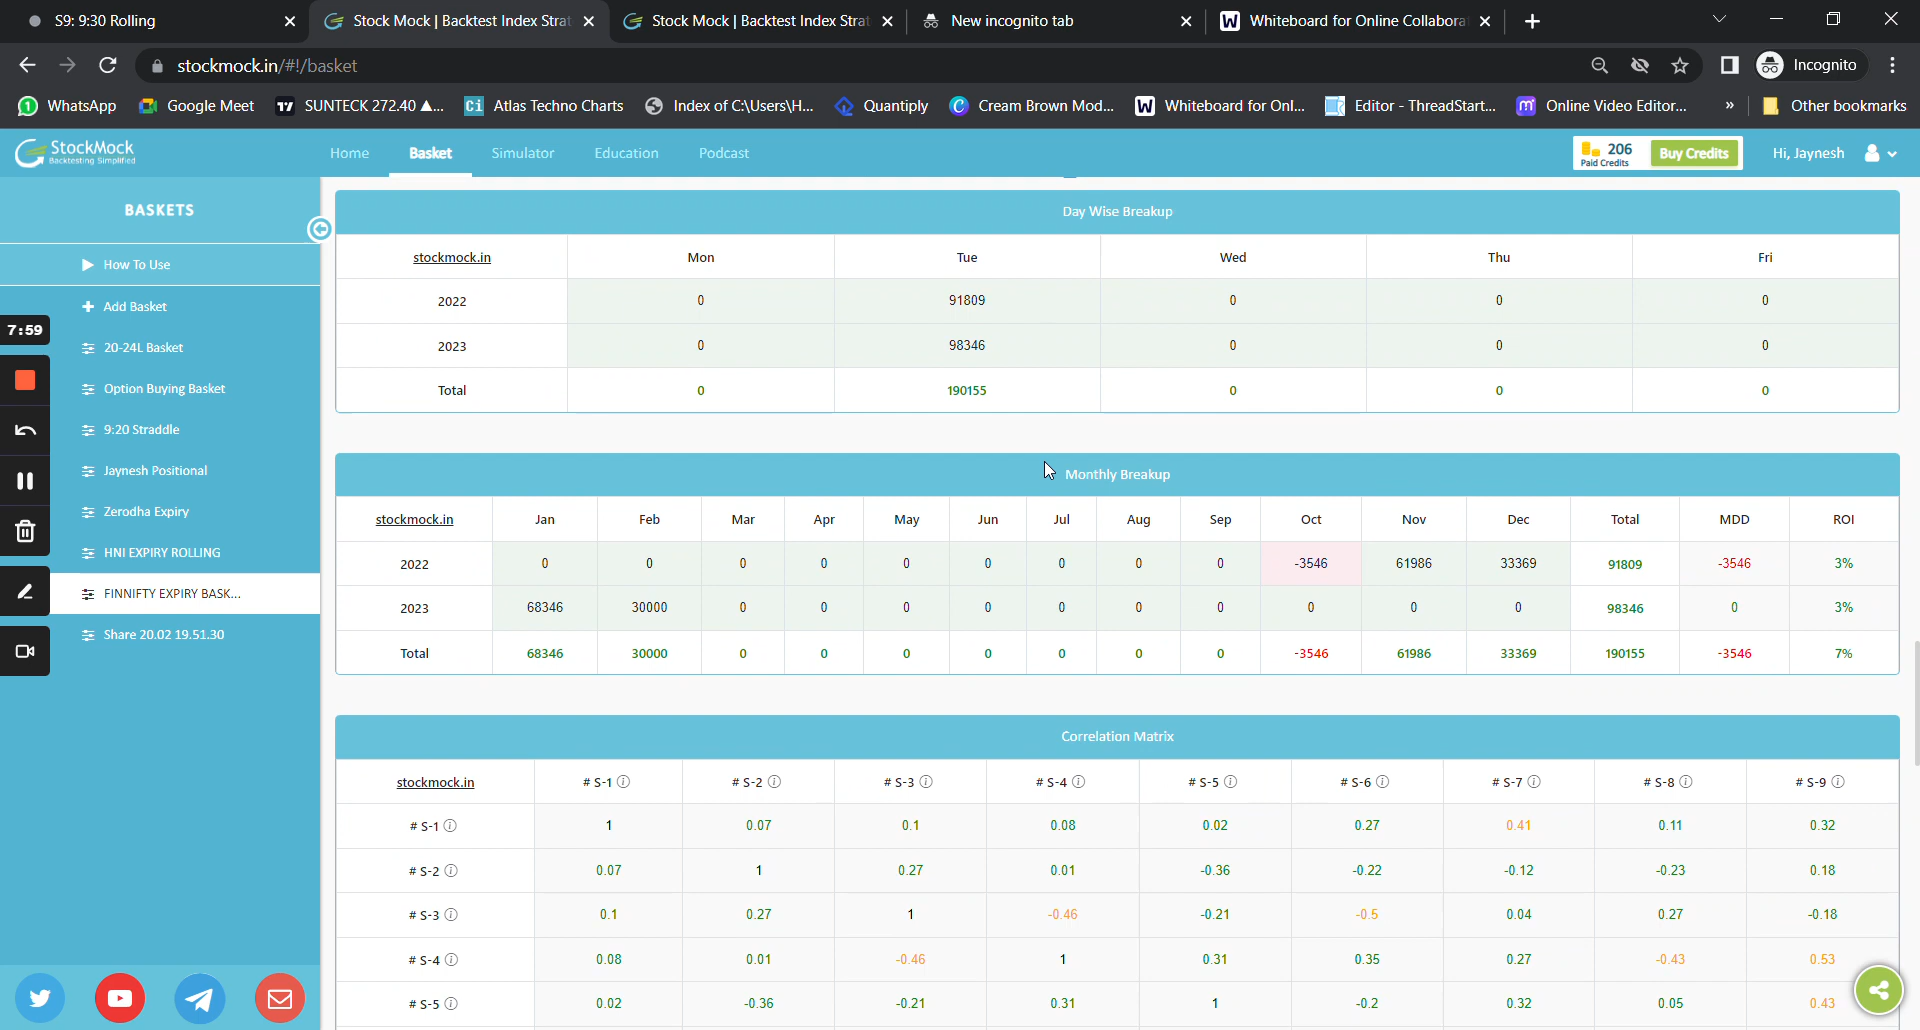 S9: 9:30 Rolling
Stock Mock | Backtest Index Strat
Stock Mock | Backtest Index Strat
New incognito tab
Whiteboard for Online Collabora
stockmock.in/#!/basket
Incognito
WhatsApp
Google Meet
SUNTECK 272.40 ▲...
Atlas Techno Charts
Index of C:\Users\H...
Quantiply
Cream Brown Mod...
Whiteboard for Onl...
Editor - ThreadStart...
Online Video Editor...
»
Other bookmarks
StockMock
Backtesting Simplified
Home Basket Simulator Education Podcast
206
Paid Credits
Buy Credits
Hi, Jaynesh
BASKETS
How To Use
Add Basket
20-24L Basket
Option Buying Basket
9:20 Straddle
Jaynesh Positional
Zerodha Expiry
HNI EXPIRY ROLLING
FINNIFTY EXPIRY BASK...
Share 20.02 19.51.30
7:59
Day Wise Breakup
stockmock.in Mon Tue Wed Thu Fri
2022 0 91809 0 0 0
2023 0 98346 0 0 0
Total 0 190155 0 0 0
Monthly Breakup
stockmock.in Jan Feb Mar Apr May Jun Jul Aug Sep Oct Nov Dec Total MDD ROI
2022 0 0 0 0 0 0 0 0 0 -3546 61986 33369 91809 -3546 3%
2023 68346 30000 0 0 0 0 0 0 0 0 0 0 98346 0 3%
Total 68346 30000 0 0 0 0 0 0 0 -3546 61986 33369 190155 -3546 7%
Correlation Matrix
stockmock.in # S-1 # S-2 # S-3 # S-4 # S-5 # S-6 # S-7 # S-8 # S-9
# S-1 1 0.07 0.1 0.08 0.02 0.27 0.41 0.11 0.32
# S-2 0.07 1 0.27 0.01 -0.36 -0.22 -0.12 -0.23 0.18
# S-3 0.1 0.27 1 -0.46 -0.21 -0.5 0.04 0.27 -0.18
# S-4 0.08 0.01 -0.46 1 0.31 0.35 0.27 -0.43 0.53
# S-5 0.02 -0.36 -0.21 0.31 1 -0.2 0.32 0.05 0.43